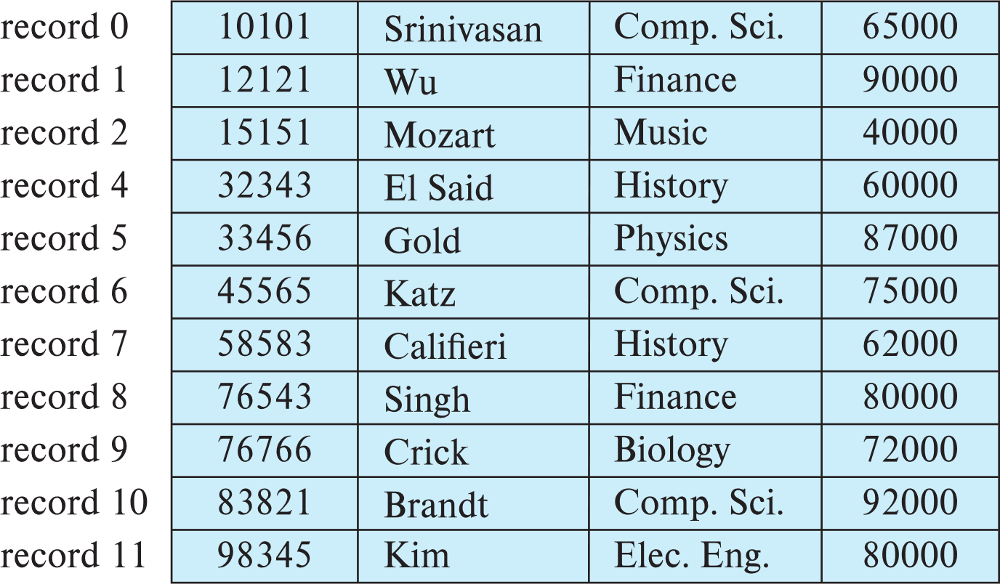 record 0 10101 Srinivasan Comp. Sci. 65000
record 1 12121 Wu Finance 90000
record 2 15151 Mozart Music 40000
record 4 32343 El Said History 60000
record 5 33456 Gold Physics 87000
record 6 45565 Katz Comp. Sci. 75000
record 7 58583 Califieri History 62000
record 8 76543 Singh Finance 80000
record 9 76766 Crick Biology 72000
record 10 83821 Brandt Comp. Sci. 92000
record 11 98345 Kim Elec. Eng. 80000